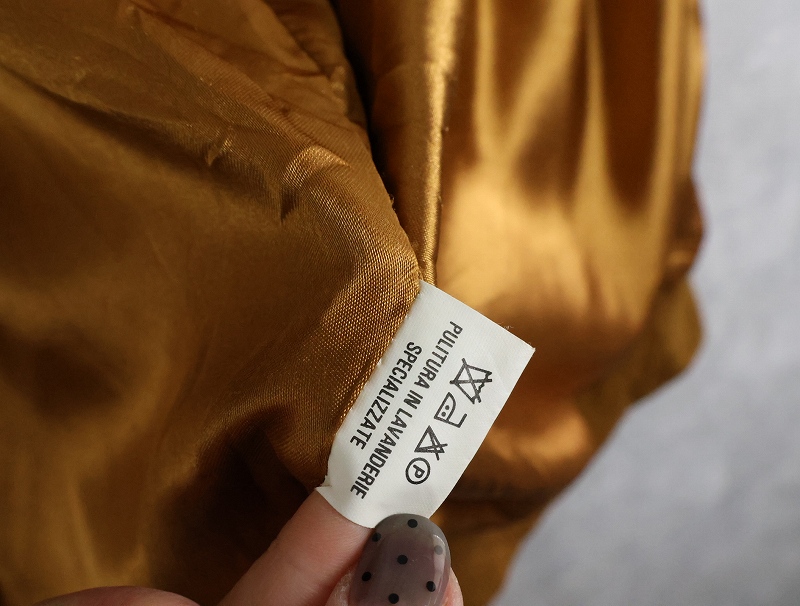 P
PULITURA IN LAVANDERIE
SPECIALIZZATE